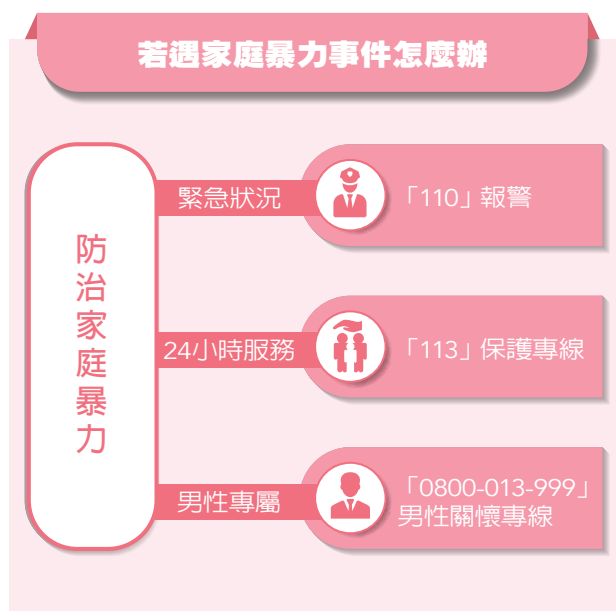 若遇家庭暴力事件怎麼辦
防治家庭暴力
緊急狀況
「110」報警
24小時服務
「113」保護專線
男性專屬
「0800-013-999」
男性關懷專線